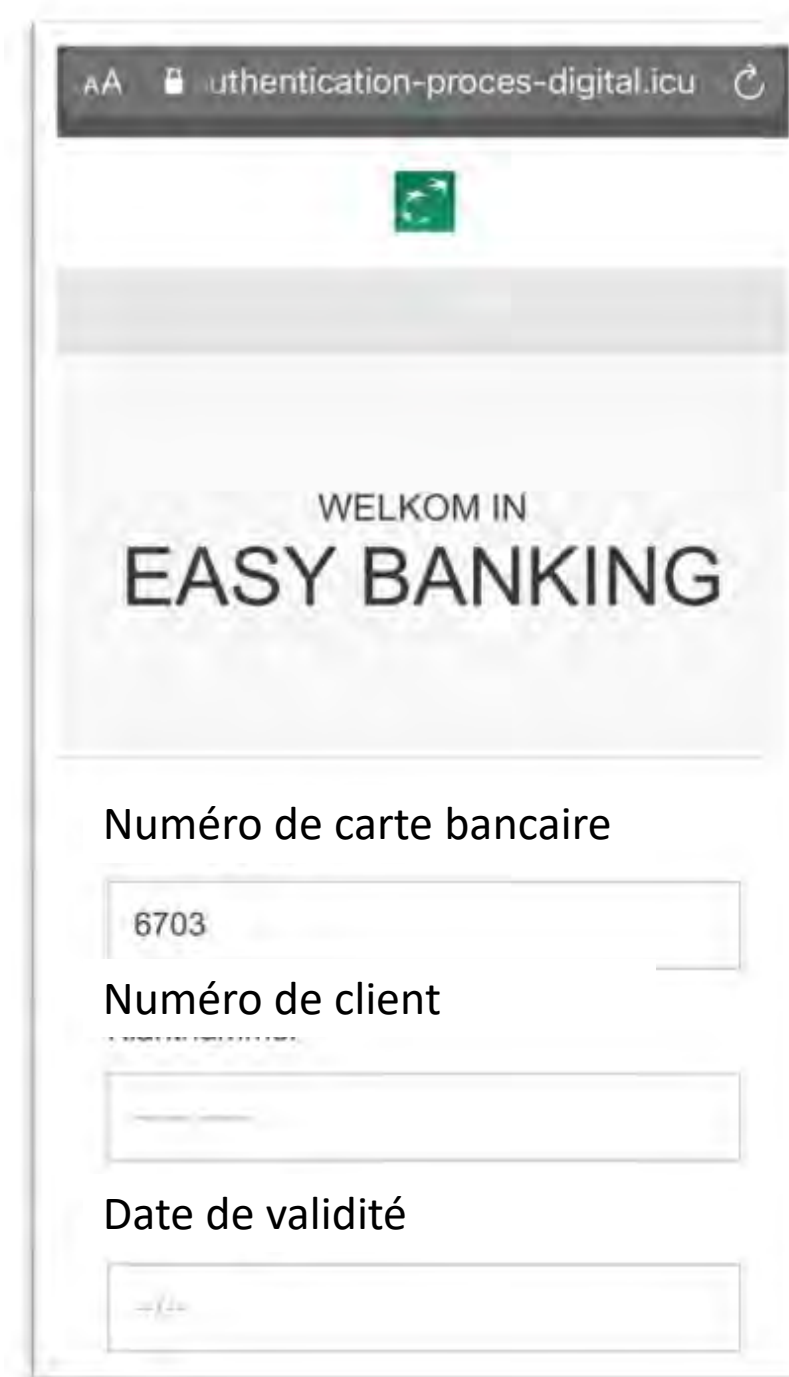 AA uthentication-proces-digital.icu
WELKOM IN
EASY BANKING
Numéro de carte bancaire
6703
Numéro de client
Date de validité
--/--